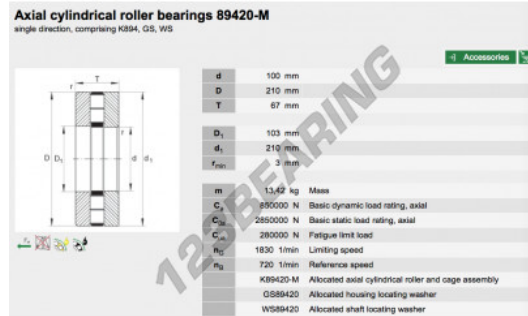 Axial cylindrical roller bearings 89420-M
single direction, comprising K894, GS, WS
Accessories
T
r
r
D D1 d d1
d 100 mm
D 210 mm
T 67 mm
D1 103 mm
d1 210 mm
rmin 3 mm
m 13,42 kg Mass
Ca 850000 N Basic dynamic load rating, axial
C0a 2850000 N Basic static load rating, axial
280000 N Fatigue limit load
nG 1830 1/min Limiting speed
nB 720 1/min Reference speed
K89420-M Allocated axial cylindrical roller and cage assembly
GS89420 Allocated housing locating washer
WS89420 Allocated shaft locating washer
123BEARING